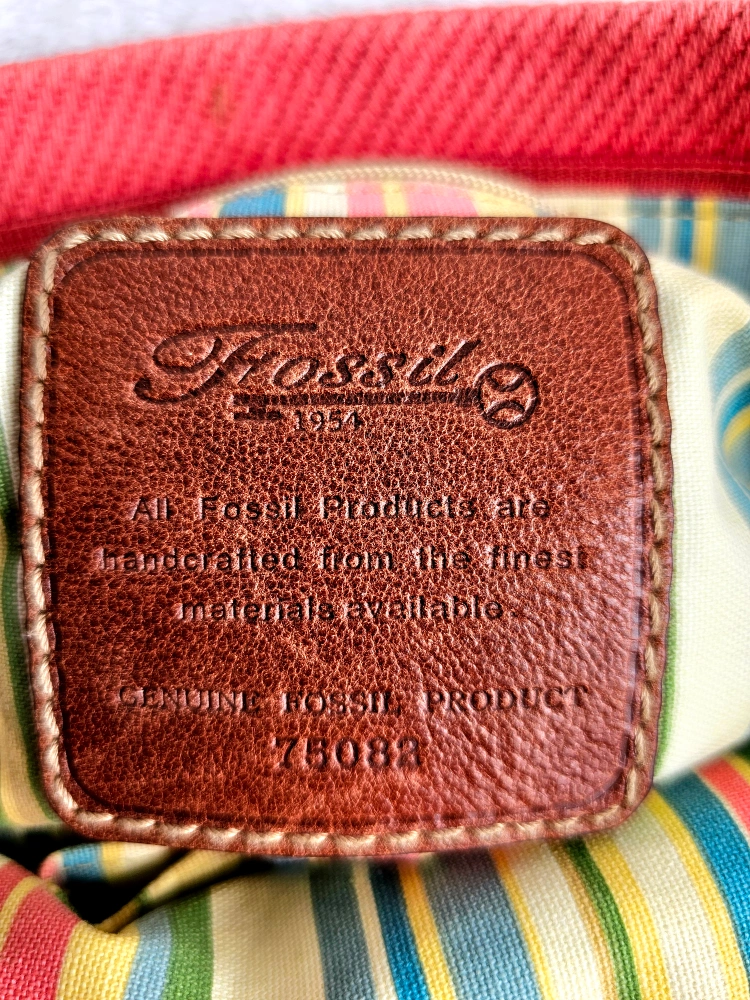 Fossil
1954
All Fossil Products are
handcrafted from the finest
materials available.
GENUINE FOSSIL PRODUCT
75082